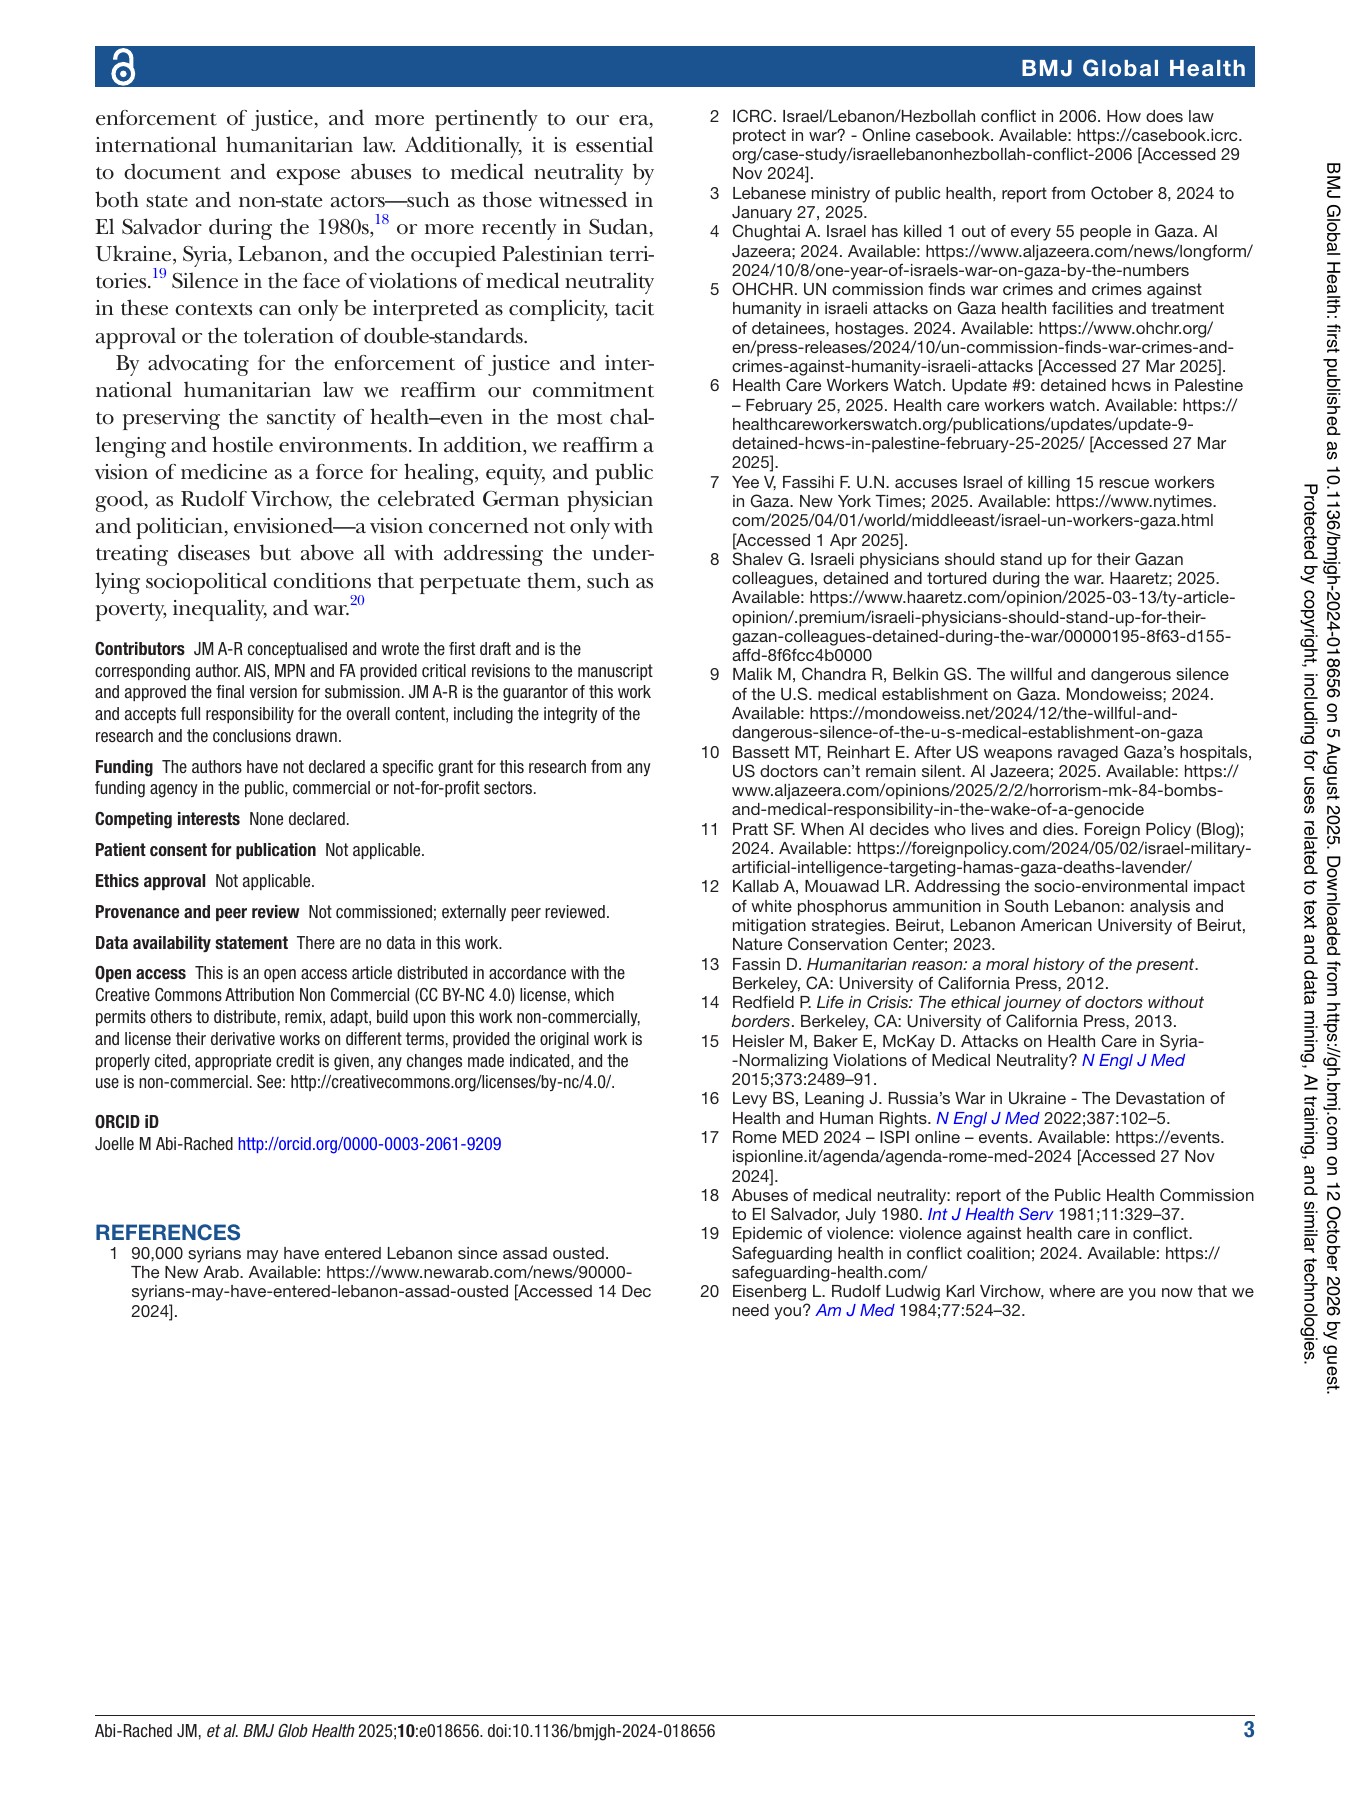 BMJ Global Health
enforcement of justice, and more pertinently to our era,
international humanitarian law. Additionally, it is essential
to document and expose abuses to medical neutrality by
both state and non-state actors—such as those witnessed in
El Salvador during the 1980s,18 or more recently in Sudan,
Ukraine, Syria, Lebanon, and the occupied Palestinian terri-
tories.19 Silence in the face of violations of medical neutrality
in these contexts can only be interpreted as complicity, tacit
approval or the toleration of double-standards.
By advocating for the enforcement of justice and inter-
national humanitarian law we reaffirm our commitment
to preserving the sanctity of health–even in the most chal-
lenging and hostile environments. In addition, we reaffirm a
vision of medicine as a force for healing, equity, and public
good, as Rudolf Virchow, the celebrated German physician
and politician, envisioned—a vision concerned not only with
treating diseases but above all with addressing the under-
lying sociopolitical conditions that perpetuate them, such as
poverty, inequality, and war.20
Contributors JM A-R conceptualised and wrote the first draft and is the
corresponding author. AIS, MPN and FA provided critical revisions to the manuscript
and approved the final version for submission. JM A-R is the guarantor of this work
and accepts full responsibility for the overall content, including the integrity of the
research and the conclusions drawn.
Funding The authors have not declared a specific grant for this research from any
funding agency in the public, commercial or not-for-profit sectors.
Competing interests None declared.
Patient consent for publication Not applicable.
Ethics approval Not applicable.
Provenance and peer review Not commissioned; externally peer reviewed.
Data availability statement There are no data in this work.
Open access This is an open access article distributed in accordance with the
Creative Commons Attribution Non Commercial (CC BY-NC 4.0) license, which
permits others to distribute, remix, adapt, build upon this work non-commercially,
and license their derivative works on different terms, provided the original work is
properly cited, appropriate credit is given, any changes made indicated, and the
use is non-commercial. See: http://creativecommons.org/licenses/by-nc/4.0/.
ORCID iD
Joelle M Abi-Rached http://orcid.org/0000-0003-2061-9209
REFERENCES
1 90,000 syrians may have entered Lebanon since assad ousted.
The New Arab. Available: https://www.newarab.com/news/90000-
syrians-may-have-entered-lebanon-assad-ousted [Accessed 14 Dec
2024].
2 ICRC. Israel/Lebanon/Hezbollah conflict in 2006. How does law
protect in war? - Online casebook. Available: https://casebook.icrc.
org/case-study/israellebanonhezbollah-conflict-2006 [Accessed 29
Nov 2024].
3 Lebanese ministry of public health, report from October 8, 2024 to
January 27, 2025.
4 Chughtai A. Israel has killed 1 out of every 55 people in Gaza. Al
Jazeera; 2024. Available: https://www.aljazeera.com/news/longform/
2024/10/8/one-year-of-israels-war-on-gaza-by-the-numbers
5 OHCHR. UN commission finds war crimes and crimes against
humanity in israeli attacks on Gaza health facilities and treatment
of detainees, hostages. 2024. Available: https://www.ohchr.org/
en/press-releases/2024/10/un-commission-finds-war-crimes-and-
crimes-against-humanity-israeli-attacks [Accessed 27 Mar 2025].
6 Health Care Workers Watch. Update #9: detained hcws in Palestine
– February 25, 2025. Health care workers watch. Available: https://
healthcareworkerswatch.org/publications/updates/update-9-
detained-hcws-in-palestine-february-25-2025/ [Accessed 27 Mar
2025].
7 Yee V, Fassihi F. U.N. accuses Israel of killing 15 rescue workers
in Gaza. New York Times; 2025. Available: https://www.nytimes.
com/2025/04/01/world/middleeast/israel-un-workers-gaza.html
[Accessed 1 Apr 2025].
8 Shalev G. Israeli physicians should stand up for their Gazan
colleagues, detained and tortured during the war. Haaretz; 2025.
Available: https://www.haaretz.com/opinion/2025-03-13/ty-article-
opinion/.premium/israeli-physicians-should-stand-up-for-their-
gazan-colleagues-detained-during-the-war/00000195-8f63-d155-
affd-8f6fcc4b0000
9 Malik M, Chandra R, Belkin GS. The willful and dangerous silence
of the U.S. medical establishment on Gaza. Mondoweiss; 2024.
Available: https://mondoweiss.net/2024/12/the-willful-and-
dangerous-silence-of-the-u-s-medical-establishment-on-gaza
10 Bassett MT, Reinhart E. After US weapons ravaged Gaza's hospitals,
US doctors can't remain silent. Al Jazeera; 2025. Available: https://
www.aljazeera.com/opinions/2025/2/2/horrorism-mk-84-bombs-
and-medical-responsibility-in-the-wake-of-a-genocide
11 Pratt SF. When AI decides who lives and dies. Foreign Policy (Blog);
2024. Available: https://foreignpolicy.com/2024/05/02/israel-military-
artificial-intelligence-targeting-hamas-gaza-deaths-lavender/
12 Kallab A, Mouawad LR. Addressing the socio-environmental impact
of white phosphorus ammunition in South Lebanon: analysis and
mitigation strategies. Beirut, Lebanon American University of Beirut,
Nature Conservation Center; 2023.
13 Fassin D. Humanitarian reason: a moral history of the present.
Berkeley, CA: University of California Press, 2012.
14 Redfield P. Life in Crisis: The ethical journey of doctors without
borders. Berkeley, CA: University of California Press, 2013.
15 Heisler M, Baker E, McKay D. Attacks on Health Care in Syria-
-Normalizing Violations of Medical Neutrality? N Engl J Med
2015;373:2489–91.
16 Levy BS, Leaning J. Russia's War in Ukraine - The Devastation of
Health and Human Rights. N Engl J Med 2022;387:102–5.
17 Rome MED 2024 – ISPI online – events. Available: https://events.
ispionline.it/agenda/agenda-rome-med-2024 [Accessed 27 Nov
2024].
18 Abuses of medical neutrality: report of the Public Health Commission
to El Salvador, July 1980. Int J Health Serv 1981;11:329–37.
19 Epidemic of violence: violence against health care in conflict.
Safeguarding health in conflict coalition; 2024. Available: https://
safeguarding-health.com/
20 Eisenberg L. Rudolf Ludwig Karl Virchow, where are you now that we
need you? Am J Med 1984;77:524–32.
Abi-Rached JM, et al. BMJ Glob Health 2025;10:e018656. doi:10.1136/bmjgh-2024-018656
3
BMJ Global Health: first published as 10.1136/bmjgh-2024-018656 on 5 August 2025. Downloaded from https://gh.bmj.com on 12 October 2026 by guest.
Protected by copyright, including for uses related to text and data mining, AI training, and similar technologies.